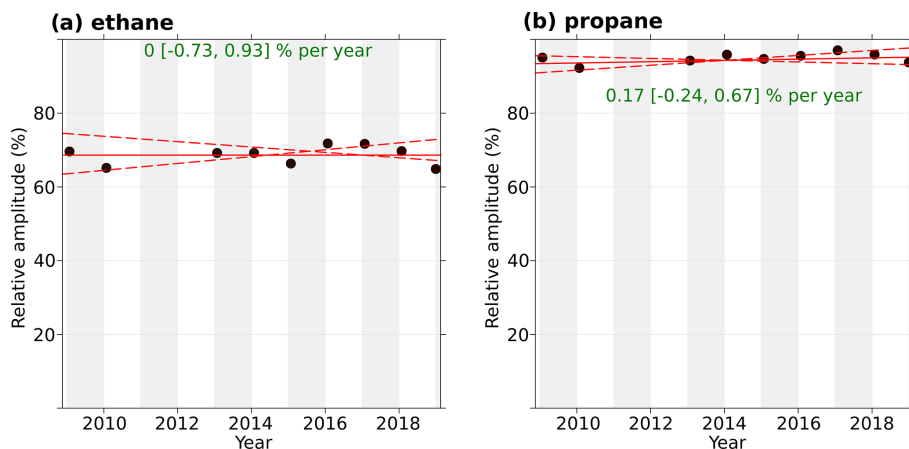 (a) ethane
0 [-0.73, 0.93] % per year
Relative amplitude (%)
80
60
40
20
2010 2012 2014 2016 2018
Year
(b) propane
0.17 [-0.24, 0.67] % per year
Relative amplitude (%)
80
60
40
20
2010 2012 2014 2016 2018
Year